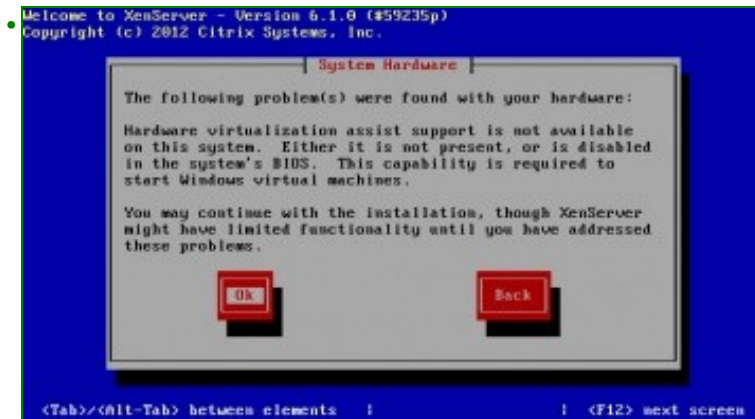 Welcome to XenServer - Version 6.1.0 (#59235p)
Copyright (c) 2012 Citrix Systems, Inc.
System Hardware
The following problem(s) were found with your hardware:
Hardware virtualization assist support is not available
on this system. Either it is not present, or is disabled
in the system's BIOS. This capability is required to
start Windows virtual machines.
You may continue with the installation, though XenServer
might have limited functionality until you have addressed
these problems.
Ok Back
<Tab>/<Alt-Tab> between elements | | <F12> next screen